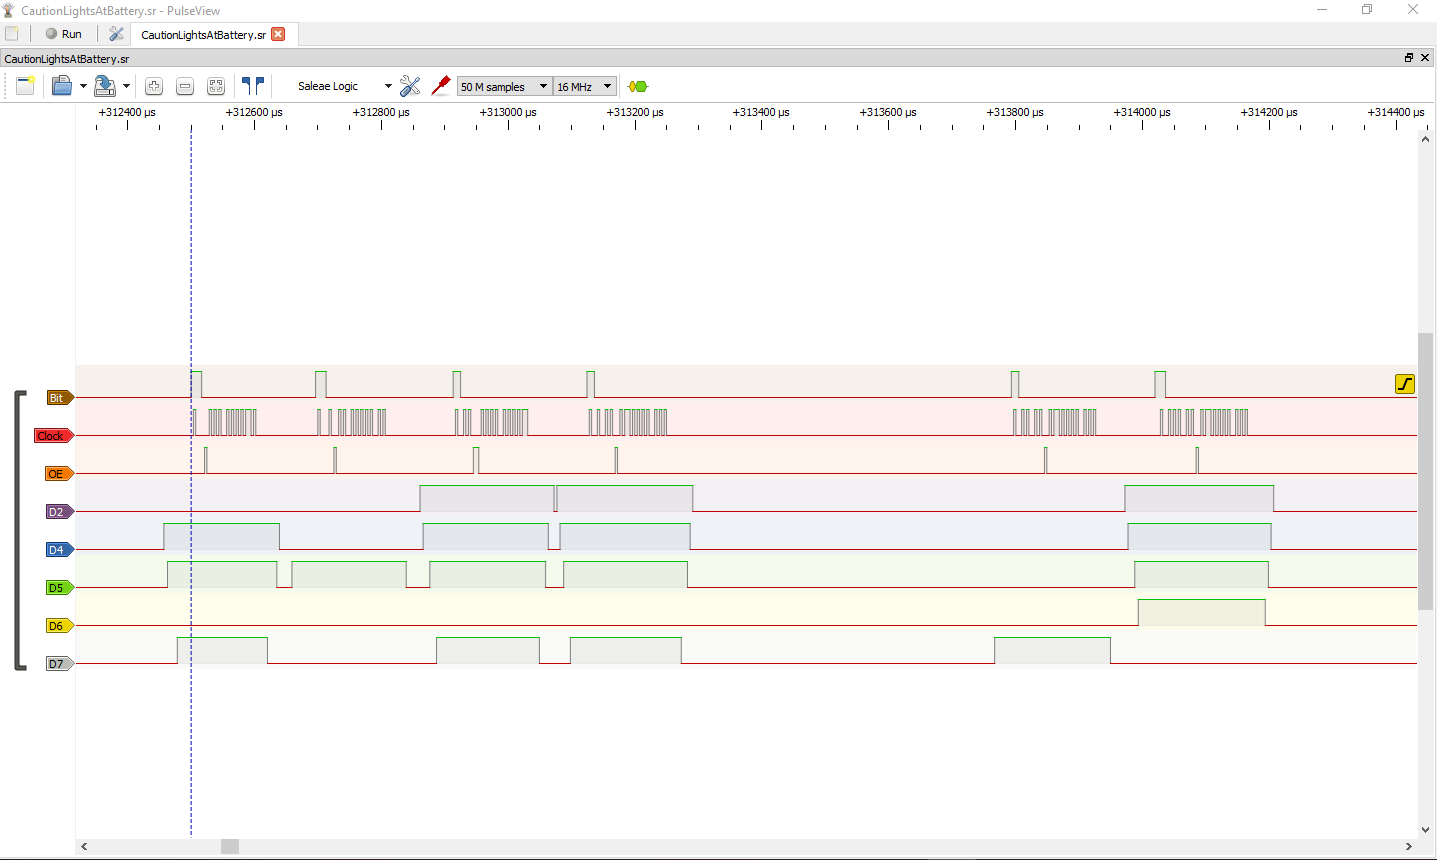 CautionLightsAtBattery.sr - PulseView
Run
CautionLightsAtBattery.sr
CautionLightsAtBattery.sr
Saleae Logic
50 M samples
16 MHz
+312400 µs +312600 µs +312800 µs +313000 µs +313200 µs +313400 µs +313600 µs +313800 µs +314000 µs +314200 µs +314400 µs
Bit
Clock
OE
D2
D4
D5
D6
D7